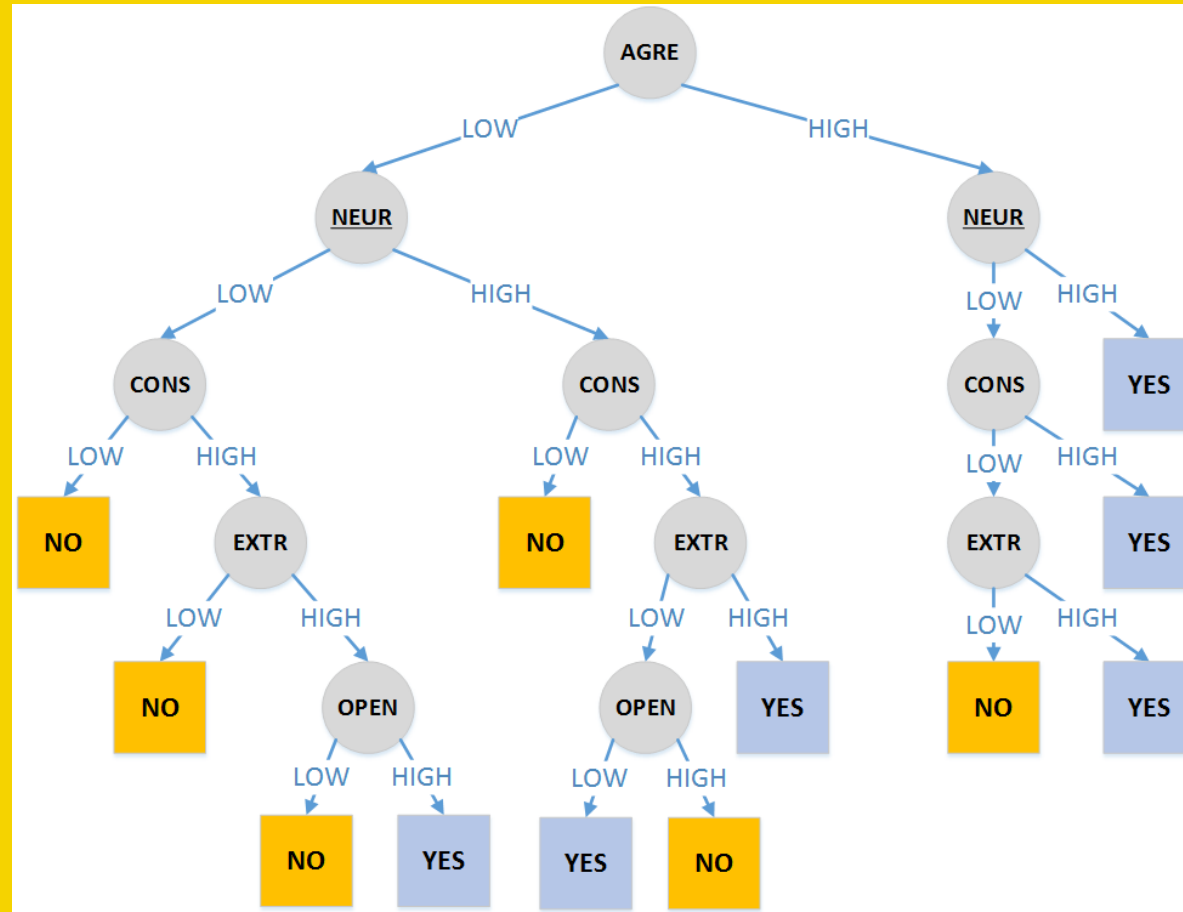 AGRE
LOW HIGH
NEUR NEUR
LOW HIGH LOW HIGH
CONS CONS CONS YES
LOW HIGH LOW HIGH LOW HIGH
NO EXTR NO EXTR EXTR YES
LOW HIGH LOW HIGH LOW HIGH
NO OPEN OPEN YES NO YES
LOW HIGH LOW HIGH
NO YES YES NO